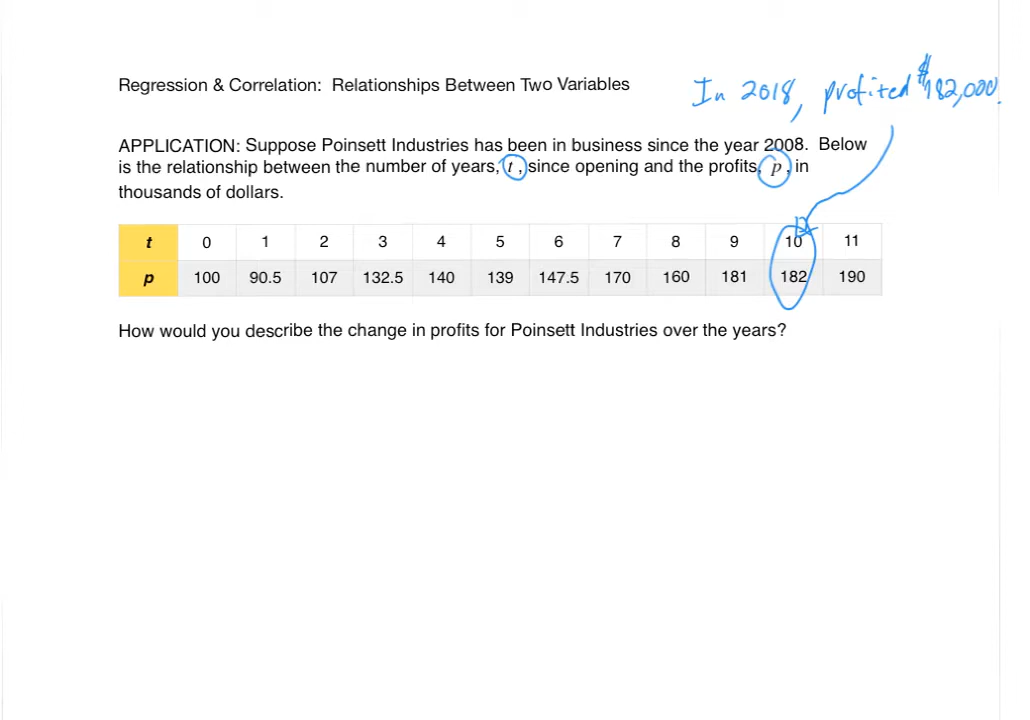 Regression & Correlation: Relationships Between Two Variables
In 2018, profited $182,000.
APPLICATION: Suppose Poinsett Industries has been in business since the year 2008. Below
is the relationship between the number of years, t, since opening and the profits, p, in
thousands of dollars.
t 0 1 2 3 4 5 6 7 8 9 10 11
p 100 90.5 107 132.5 140 139 147.5 170 160 181 182 190
How would you describe the change in profits for Poinsett Industries over the years?